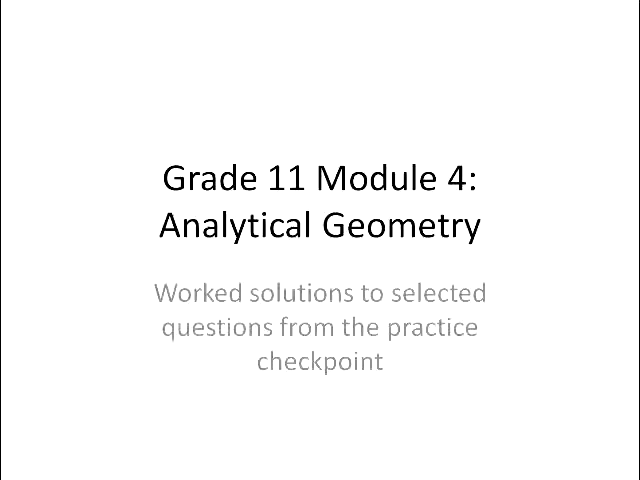 Grade 11 Module 4:
Analytical Geometry
Worked solutions to selected
questions from the practice
checkpoint